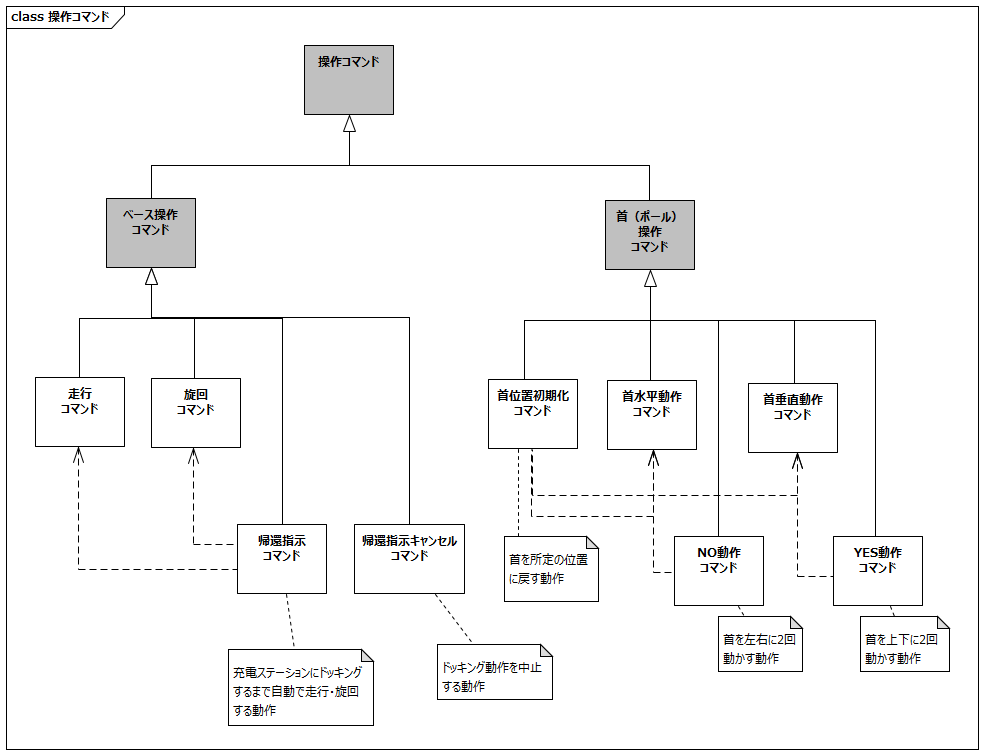 class 操作コマンド
操作コマンド
ベース操作
コマンド
首（ポール）
操作
コマンド
走行
コマンド
旋回
コマンド
首位置初期化
コマンド
首水平動作
コマンド
首垂直動作
コマンド
帰還指示
コマンド
帰還指示キャンセル
コマンド
首を所定の位置
に戻す動作
NO動作
コマンド
YES動作
コマンド
充電ステーションにドッキング
するまで自動で走行・旋回
する動作
ドッキング動作を中止
する動作
首を左右に2回
動かす動作
首を上下に2回
動かす動作